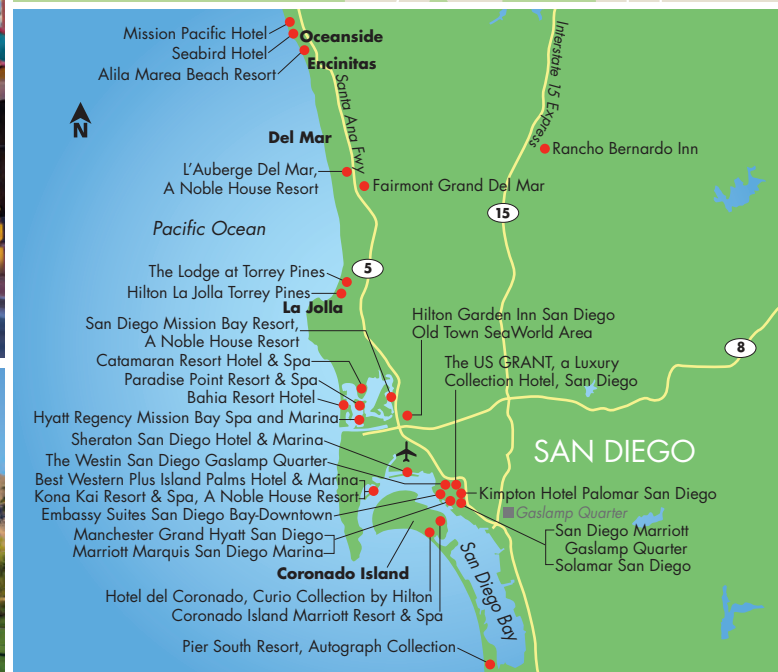 Mission Pacific Hotel
Oceanside
Seabird Hotel
Encinitas
Alila Marea Beach Resort
Santa Ana Fwy
Interstate 15 Express
N
Del Mar
Rancho Bernardo Inn
L'Auberge Del Mar,
A Noble House Resort
Fairmont Grand Del Mar
15
Pacific Ocean
5
The Lodge at Torrey Pines
Hilton La Jolla Torrey Pines
La Jolla
San Diego Mission Bay Resort,
A Noble House Resort
Hilton Garden Inn San Diego
Old Town SeaWorld Area
8
Catamaran Resort Hotel & Spa
The US GRANT, a Luxury
Collection Hotel, San Diego
Paradise Point Resort & Spa
Bahia Resort Hotel
Hyatt Regency Mission Bay Spa and Marina
Sheraton San Diego Hotel & Marina
SAN DIEGO
The Westin San Diego Gaslamp Quarter
Best Western Plus Island Palms Hotel & Marina
Kona Kai Resort & Spa, A Noble House Resort
Kimpton Hotel Palomar San Diego
Embassy Suites San Diego Bay-Downtown
Gaslamp Quarter
Manchester Grand Hyatt San Diego
Marriott Marquis San Diego Marina
San Diego Marriott
Gaslamp Quarter
Solamar San Diego
Coronado Island
San Diego Bay
Hotel del Coronado, Curio Collection by Hilton
Coronado Island Marriott Resort & Spa
Pier South Resort, Autograph Collection